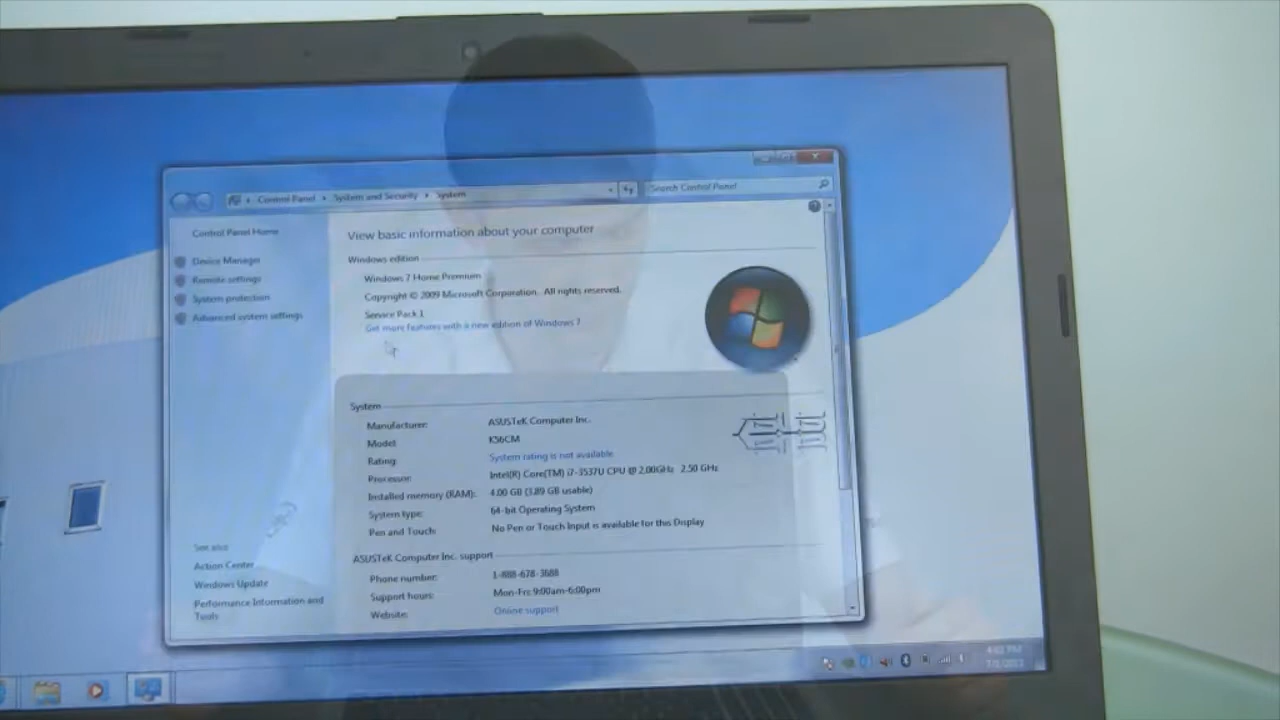 Control Panel System and Security System
Search Control Panel
Control Panel Home
Device Manager
Remote settings
System protection
Advanced system settings
See also
Action Center
Windows Update
Performance Information and
Tools
View basic information about your computer
Windows edition
Windows 7 Home Premium
Copyright © 2009 Microsoft Corporation. All rights reserved.
Service Pack 1
Get more features with a new edition of Windows 7
System
Manufacturer: ASUSTeK Computer Inc.
Model: K56CM
Rating: System rating is not available
Processor: Intel(R) Core(TM) i7-3537U CPU @ 2.00GHz 2.50 GHz
Installed memory (RAM): 4.00 GB (3.89 GB usable)
System type: 64-bit Operating System
Pen and Touch: No Pen or Touch Input is available for this Display
ASUSTeK Computer Inc. support
Phone number: 1-888-678-3688
Support hours: Mon-Fri: 9:00am-6:00pm
Website: Online support